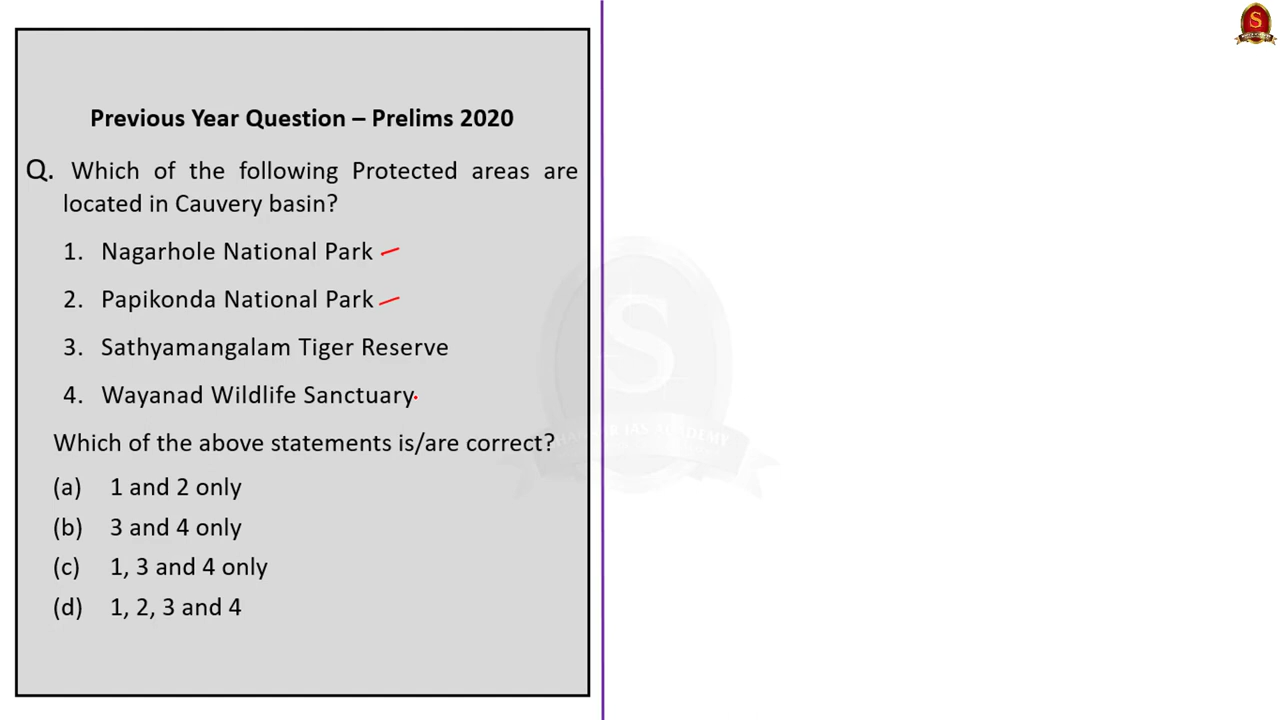 S
Previous Year Question – Prelims 2020
Q. Which of the following Protected areas are
located in Cauvery basin?
1. Nagarhole National Park
2. Papikonda National Park
3. Sathyamangalam Tiger Reserve
4. Wayanad Wildlife Sanctuary
Which of the above statements is/are correct?
(a) 1 and 2 only
(b) 3 and 4 only
(c) 1, 3 and 4 only
(d) 1, 2, 3 and 4